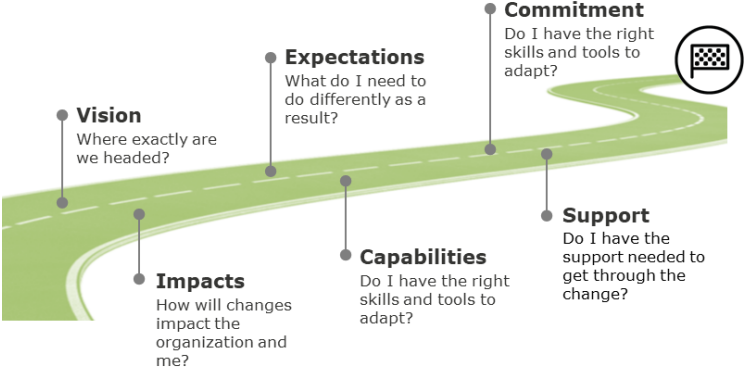 Vision
Where exactly are
we headed?
Impacts
How will changes
impact the
organization and
me?
Expectations
What do I need to
do differently as a
result?
Capabilities
Do I have the right
skills and tools to
adapt?
Commitment
Do I have the right
skills and tools to
adapt?
Support
Do I have the
support needed to
get through the
change?